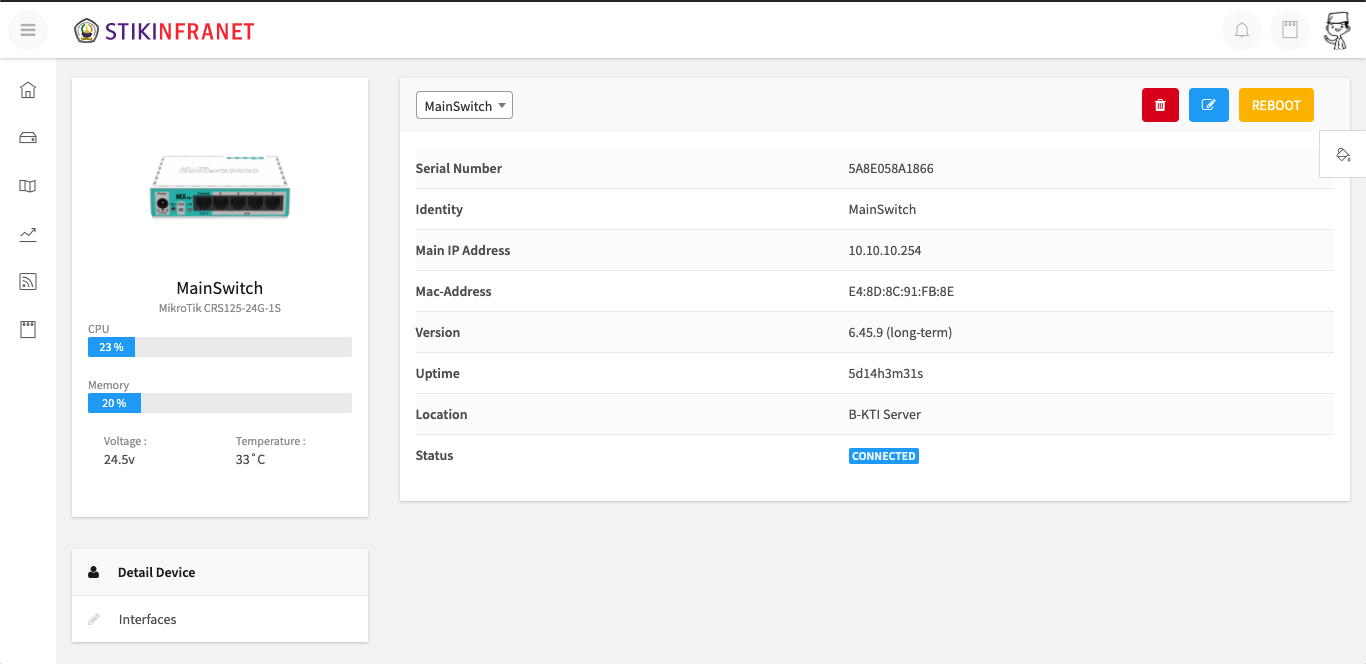 STIKINFRANET
MainSwitch
REBOOT
MainSwitch
MikroTik CRS125-24G-1S
CPU
23 %
Memory
20 %
Voltage :
24.5v
Temperature :
33°C
Serial Number
5A8E058A1866
Identity
MainSwitch
Main IP Address
10.10.10.254
Mac-Address
E4:8D:8C:91:FB:8E
Version
6.45.9 (long-term)
Uptime
5d14h3m31s
Location
B-KTI Server
Status
CONNECTED
Detail Device
Interfaces